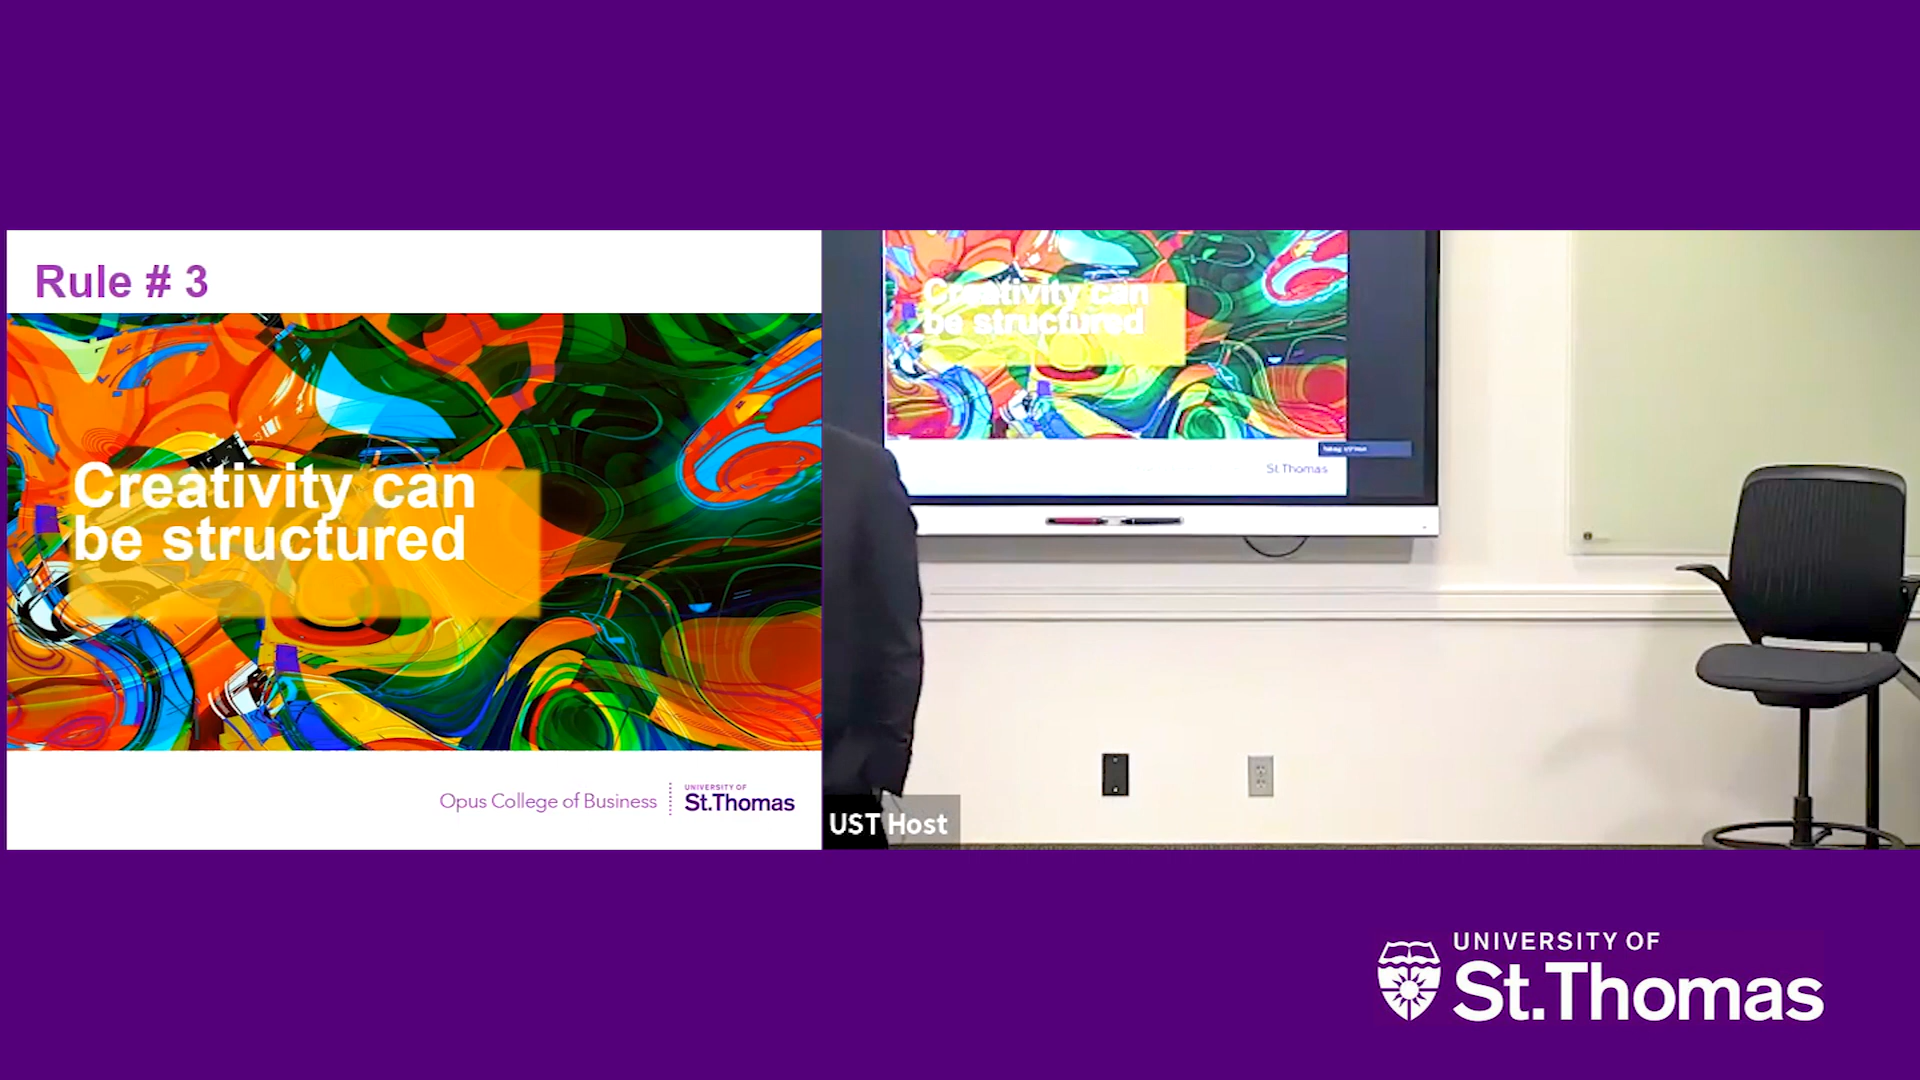 Rule # 3
Creativity can
be structured
Opus College of Business
UNIVERSITY OF
St.Thomas
Creativity can
be structured
St.Thomas
UST Host
UNIVERSITY OF
St.Thomas